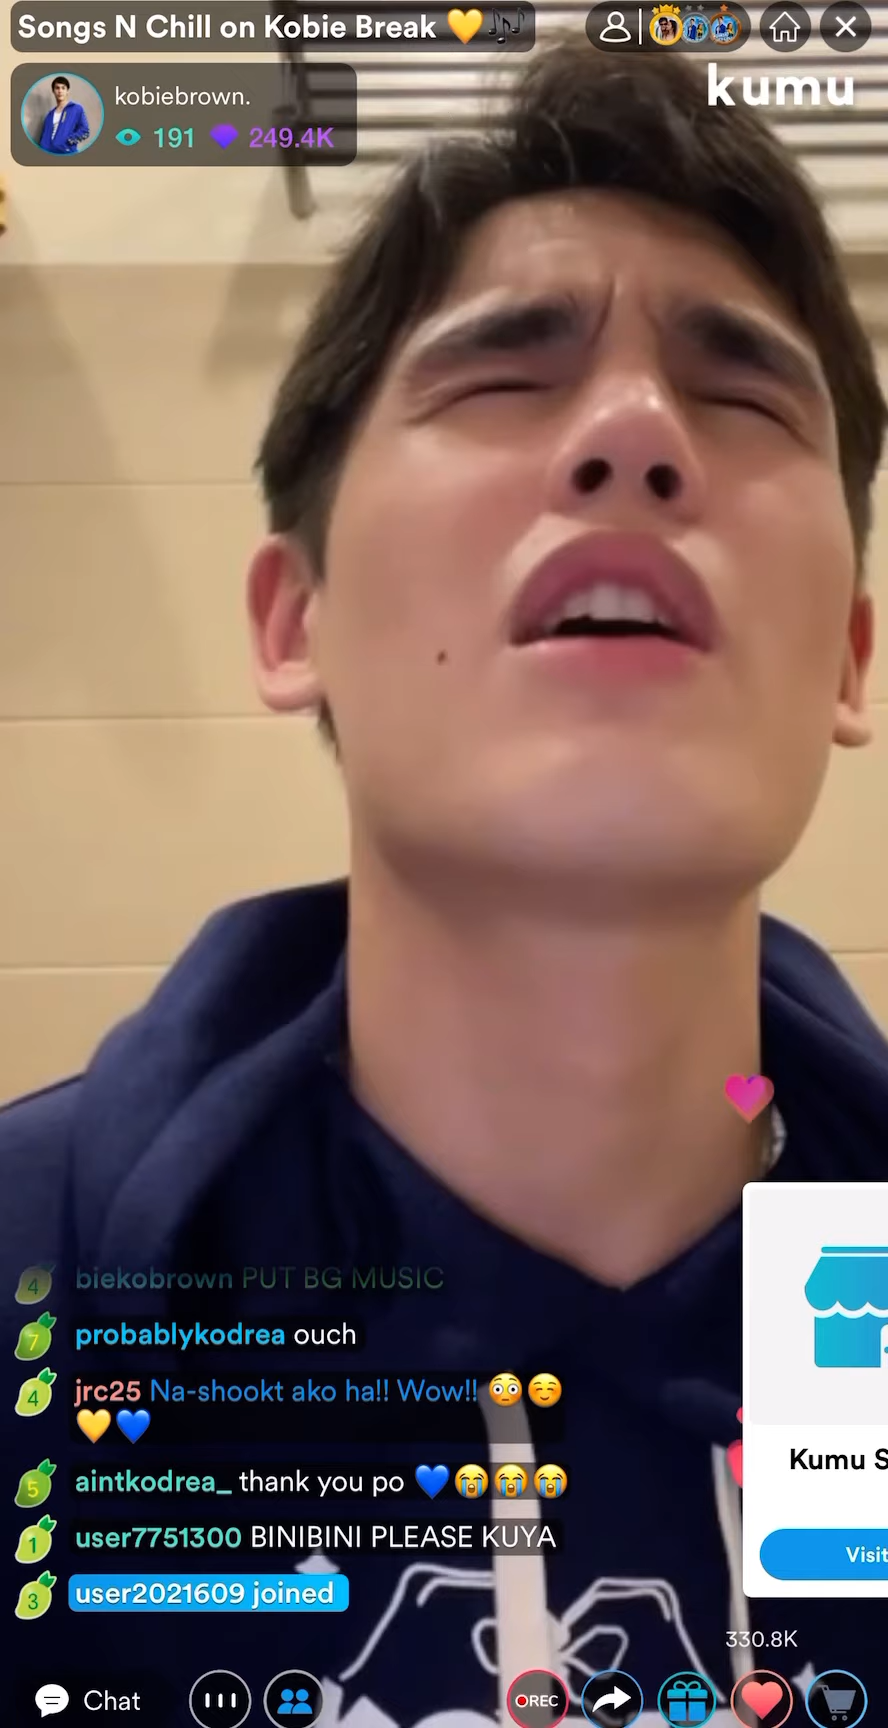 Songs N Chill on Kobie Break 💛🎶
kobiebrown.
191 249.4K
kumu
4 biekobrown PUT BG MUSIC
7 probablykodrea ouch
4 jrc25 Na-shookt ako ha!! Wow!! 😳☺️
💛💙
5 aintkodrea_ thank you po 💙😭😭😭
1 user7751300 BINIBINI PLEASE KUYA
3 user2021609 joined
Kumu S
Visit
330.8K
Chat
REC